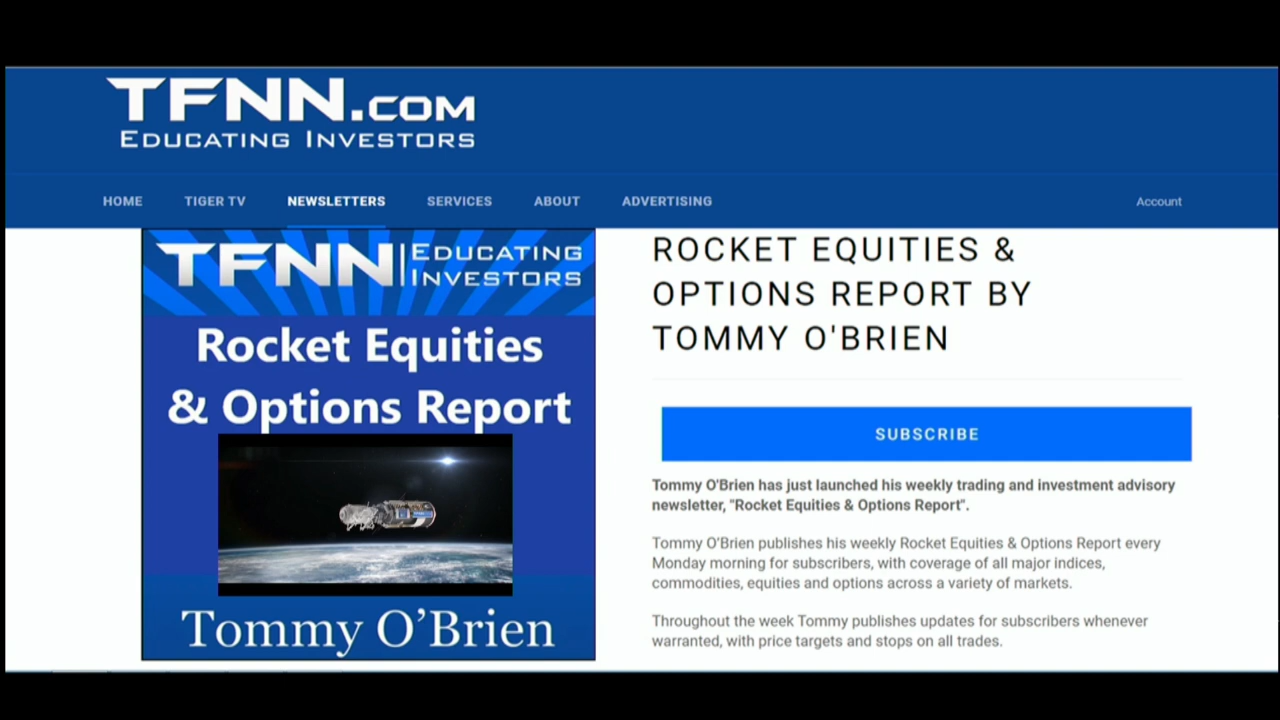 TFNN.COM
EDUCATING INVESTORS
HOME TIGER TV NEWSLETTERS SERVICES ABOUT ADVERTISING Account
TFNN | EDUCATING
INVESTORS
Rocket Equities
& Options Report
Tommy O’Brien
ROCKET EQUITIES &
OPTIONS REPORT BY
TOMMY O'BRIEN
SUBSCRIBE
Tommy O'Brien has just launched his weekly trading and investment advisory
newsletter, "Rocket Equities & Options Report".
Tommy O'Brien publishes his weekly Rocket Equities & Options Report every
Monday morning for subscribers, with coverage of all major indices,
commodities, equities and options across a variety of markets.
Throughout the week Tommy publishes updates for subscribers whenever
warranted, with price targets and stops on all trades.